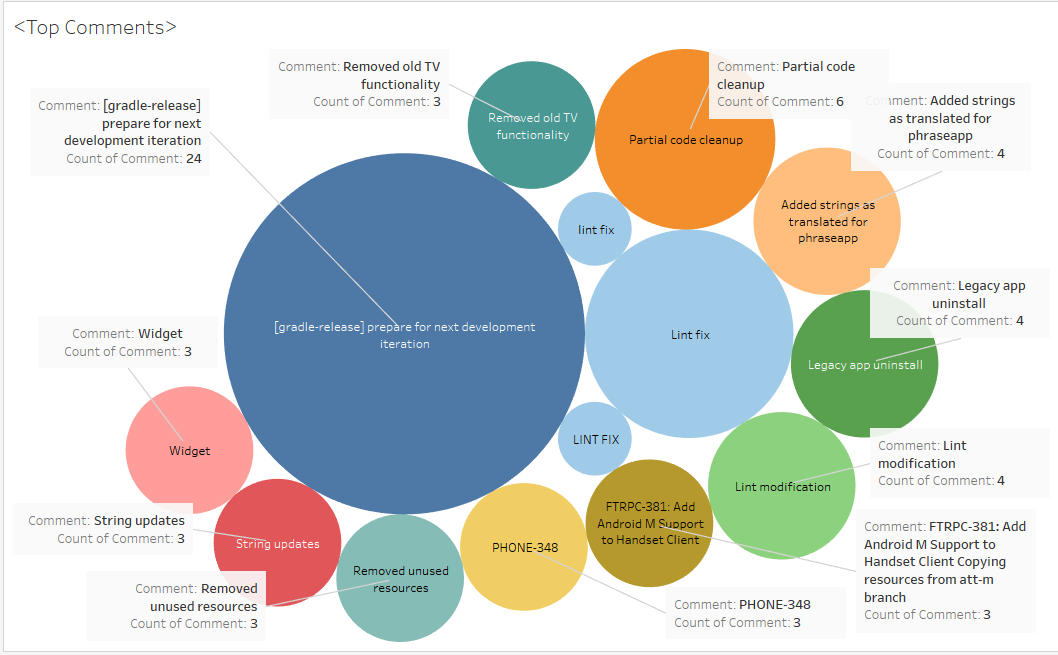 <Top Comments>
Comment: Removed old TV
functionality
Count of Comment: 3
Comment: Partial code
cleanup
Count of Comment: 6
Comment: [gradle-release]
prepare for next
development iteration
Count of Comment: 24
Comment: Added strings
as translated for
phraseapp
Count of Comment: 4
Removed old TV
functionality
Partial code cleanup
Added strings as
translated for
phraseapp
lint fix
Comment: Legacy app
uninstall
Count of Comment: 4
[gradle-release] prepare for next development
iteration
Lint fix
Legacy app uninstall
Comment: Widget
Count of Comment: 3
Widget
LINT FIX
Comment: Lint
modification
Count of Comment: 4
Lint modification
Comment: String updates
Count of Comment: 3
String updates
PHONE-348
FTRPC-381: Add
Android M Support
to Handset Client
Comment: FTRPC-381: Add
Android M Support to
Handset Client Copying
resources from att-m
branch
Count of Comment: 3
Removed unused
resources
Comment: Removed
unused resources
Count of Comment: 3
Comment: PHONE-348
Count of Comment: 3